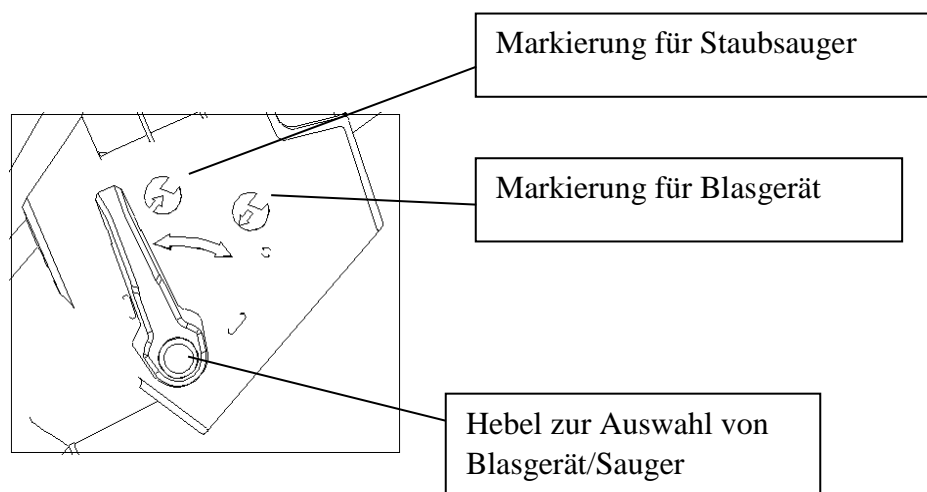 Markierung für Staubsauger
Markierung für Blasgerät
Hebel zur Auswahl von
Blasgerät/Sauger